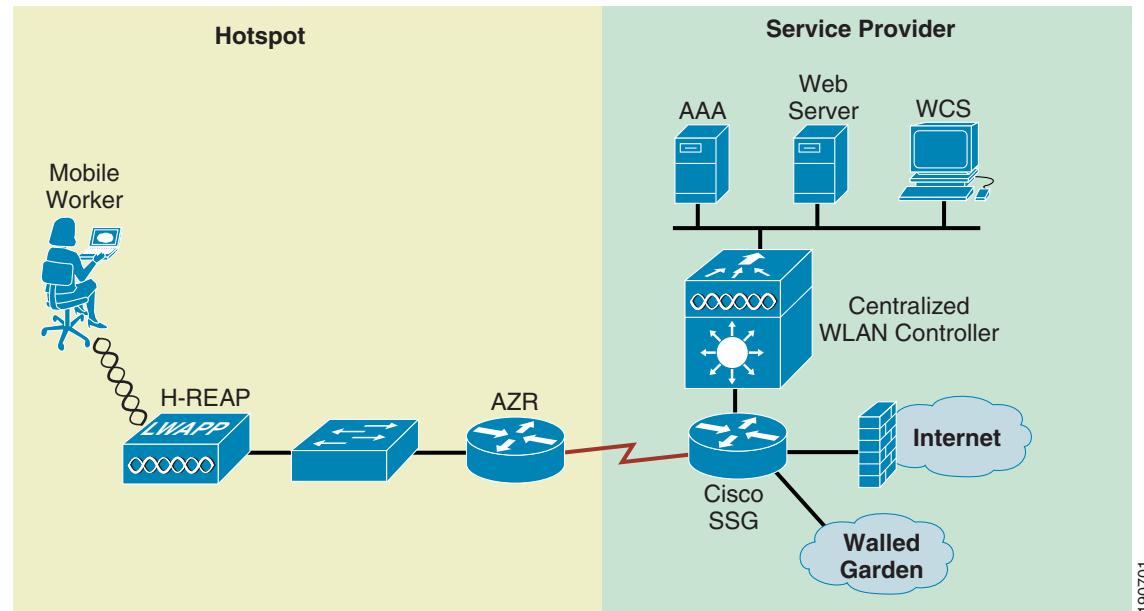 Hotspot
Service Provider
AAA
Web
Server
WCS
Mobile
Worker
Centralized
WLAN Controller
H-REAP
LWAPP
AZR
Internet
Cisco
SSG
Walled
Garden
190701